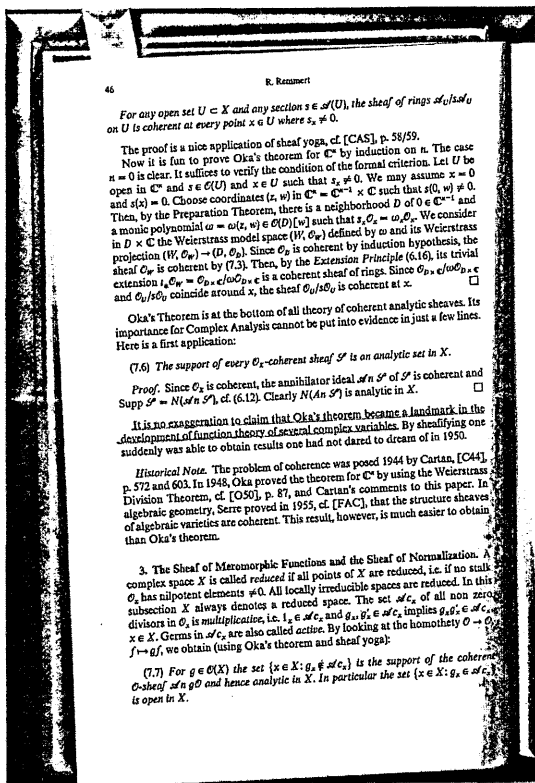 46
R. Remmert
For any open set U ⊂ X and any section s ∈ 𝒜(U), the sheaf of rings 𝒜_U/s𝒜_U
on U is coherent at every point x ∈ U where s_x ≠ 0.
The proof is a nice application of sheaf yoga, cf. [CAS], p. 58/59.
Now it is fun to prove Oka's theorem for ℂⁿ by induction on n. The case
n = 0 is clear. It suffices to verify the condition of the formal criterion. Let U be
open in ℂⁿ and s ∈ 𝒪(U) and x ∈ U such that s_x ≠ 0. We may assume x = 0
and s(x) = 0. Choose coordinates (z, w) in ℂⁿ = ℂⁿ⁻¹ × ℂ such that s(0, w) ≠ 0.
Then, by the Preparation Theorem, there is a neighborhood D of 0 ∈ ℂⁿ⁻¹ and
a monic polynomial ω = ω(z, w) ∈ 𝒪(D)[w] such that s_x𝒪_x = ω_x𝒪_x. We consider
in D × ℂ the Weierstrass model space (W, 𝒪_W) defined by ω and its Weierstrass
projection (W, 𝒪_W) → (D, 𝒪_D). Since 𝒪_D is coherent by induction hypothesis, the
sheaf 𝒪_W is coherent by (7.3). Then, by the Extension Principle (6.16), its trivial
extension ι_*𝒪_W = 𝒪_{D×ℂ}/ω𝒪_{D×ℂ} is a coherent sheaf of rings. Since 𝒪_{D×ℂ}/ω𝒪_{D×ℂ}
and 𝒪_U/s𝒪_U coincide around x, the sheaf 𝒪_U/s𝒪_U is coherent at x. □
Oka's Theorem is at the bottom of all theory of coherent analytic sheaves. Its
importance for Complex Analysis cannot be put into evidence in just a few lines.
Here is a first application:
(7.6) The support of every 𝒪_X-coherent sheaf 𝒮 is an analytic set in X.
Proof. Since 𝒪_X is coherent, the annihilator ideal 𝒜n 𝒮 of 𝒮 is coherent and
Supp 𝒮 = N(𝒜n 𝒮), cf. (6.12). Clearly N(An 𝒮) is analytic in X. □
It is no exaggeration to claim that Oka's theorem became a landmark in the
development of function theory of several complex variables. By sheafifying one
suddenly was able to obtain results one had not dared to dream of in 1950.
Historical Note. The problem of coherence was posed 1944 by Cartan, [C44],
p. 572 and 603. In 1948, Oka proved the theorem for ℂⁿ by using the Weierstrass
Division Theorem, cf. [O50], p. 87, and Cartan's comments to this paper. In
algebraic geometry, Serre proved in 1955, cf. [FAC], that the structure sheaves
of algebraic varieties are coherent. This result, however, is much easier to obtain
than Oka's theorem.
3. The Sheaf of Meromorphic Functions and the Sheaf of Normalization. A
complex space X is called reduced if all points of X are reduced, i.e. if no stalk
𝒪_x has nilpotent elements ≠0. All locally irreducible spaces are reduced. In this
subsection X always denotes a reduced space. The set 𝒜c_x of all non zero
divisors in 𝒪_x is multiplicative, i.e. 1_x ∈ 𝒜c_x and g_x, g'_x ∈ 𝒜c_x implies g_xg'_x ∈ 𝒜c_x,
x ∈ X. Germs in 𝒜c_x are also called active. By looking at the homothety 𝒪 → 𝒪,
f ↦ gf, we obtain (using Oka's theorem and sheaf yoga):
(7.7) For g ∈ 𝒪(X) the set {x ∈ X: g_x ∉ 𝒜c_x} is the support of the coherent
𝒪-sheaf 𝒜n g𝒪 and hence analytic in X. In particular the set {x ∈ X: g_x ∈ 𝒜c_x}
is open in X.